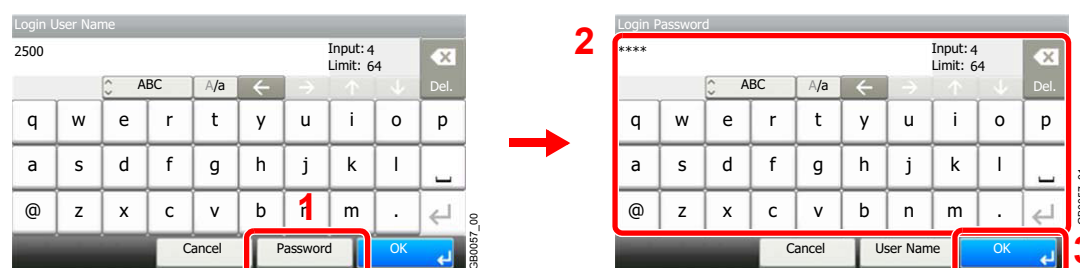 Login User Name
2500
Input: 4
Limit: 64
ABC A/a Del.
q w e r t y u i o p
a s d f g h j k l
@ z x c v b n m .
1
Cancel Password OK
GB0057_00
2
Login Password
****
Input: 4
Limit: 64
ABC A/a Del.
q w e r t y u i o p
a s d f g h j k l
@ z x c v b n m .
Cancel User Name OK
3